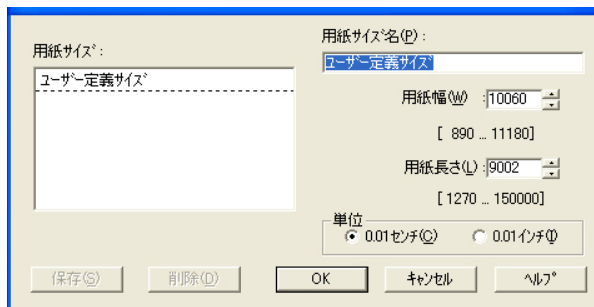 用紙サイズ:
ユーザー定義サイズ
用紙サイズ名(P):
ユーザー定義サイズ
用紙幅(W) :10060
[ 890 ... 11180]
用紙長さ(L) :9002
[ 1270 ... 150000]
単位
0.01センチ(C) 0.01インチ(I)
保存(S) 削除(D) OK キャンセル ヘルプ